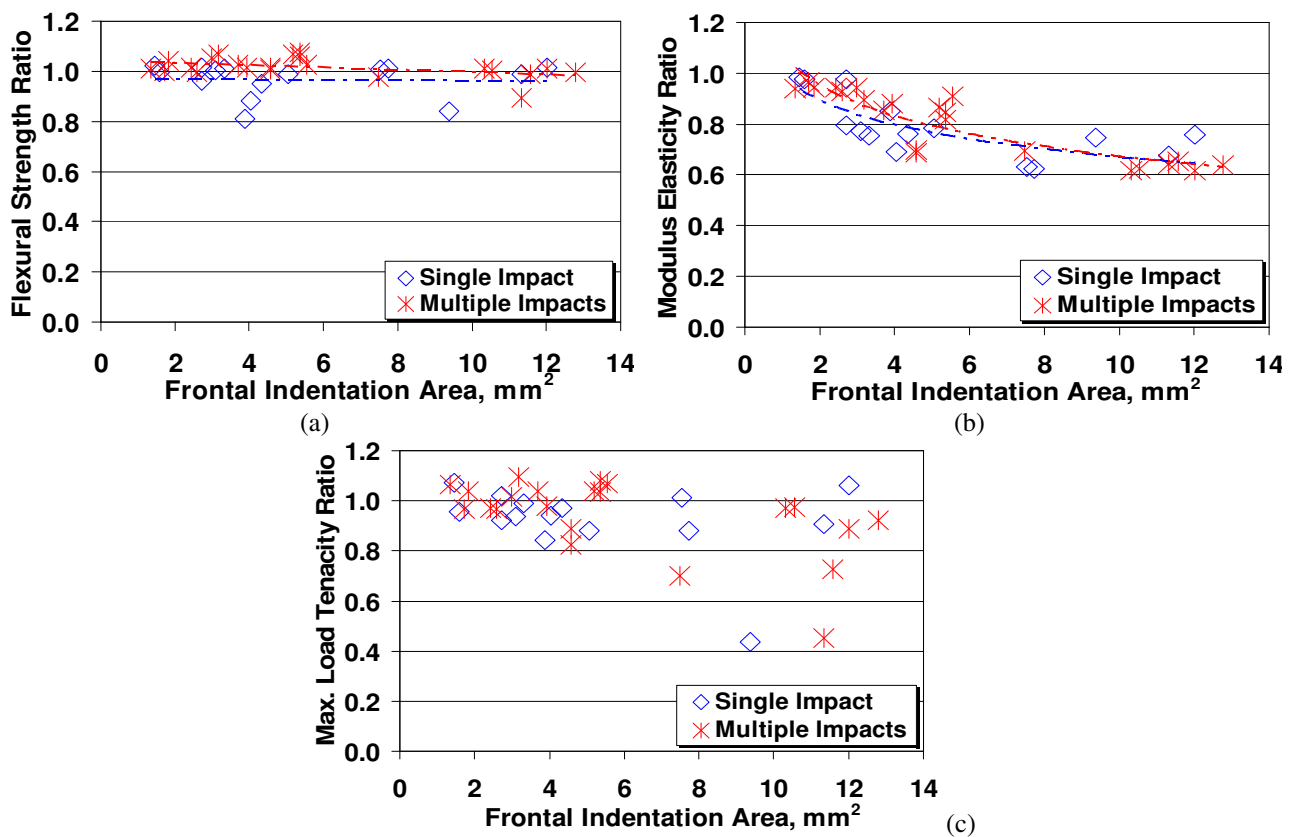 Flexural Strength Ratio
1.2
1.0
0.8
0.6
0.4
0.2
0.0
Single Impact
Multiple Impacts
0 2 4 6 8 10 12 14
Frontal Indentation Area, mm²
(a)
Modulus Elasticity Ratio
1.2
1.0
0.8
0.6
0.4
0.2
0.0
Single Impact
Multiple Impacts
0 2 4 6 8 10 12 14
Frontal Indentation Area, mm²
(b)
Max. Load Tenacity Ratio
1.2
1.0
0.8
0.6
0.4
0.2
0.0
Single Impact
Multiple Impacts
0 2 4 6 8 10 12 14
Frontal Indentation Area, mm²
(c)